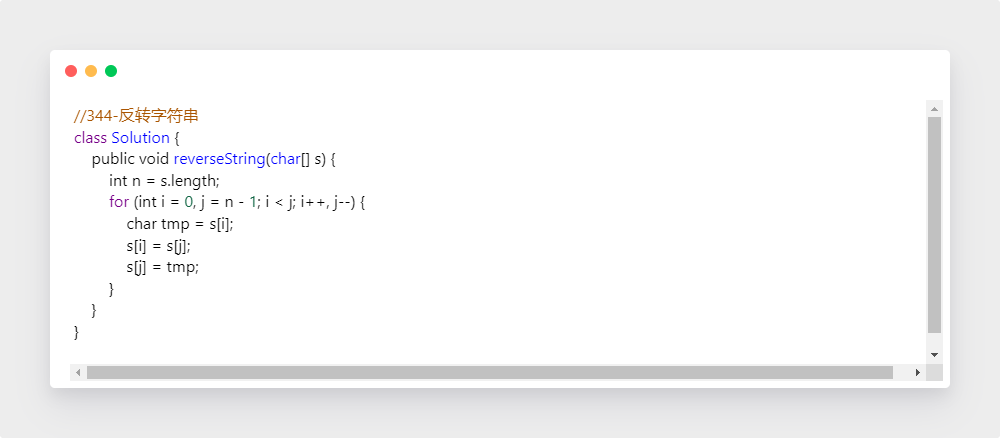 //344-反转字符串
class Solution {
    public void reverseString(char[] s) {
        int n = s.length;
        for (int i = 0, j = n - 1; i < j; i++, j--) {
            char tmp = s[i];
            s[i] = s[j];
            s[j] = tmp;
        }
    }
}